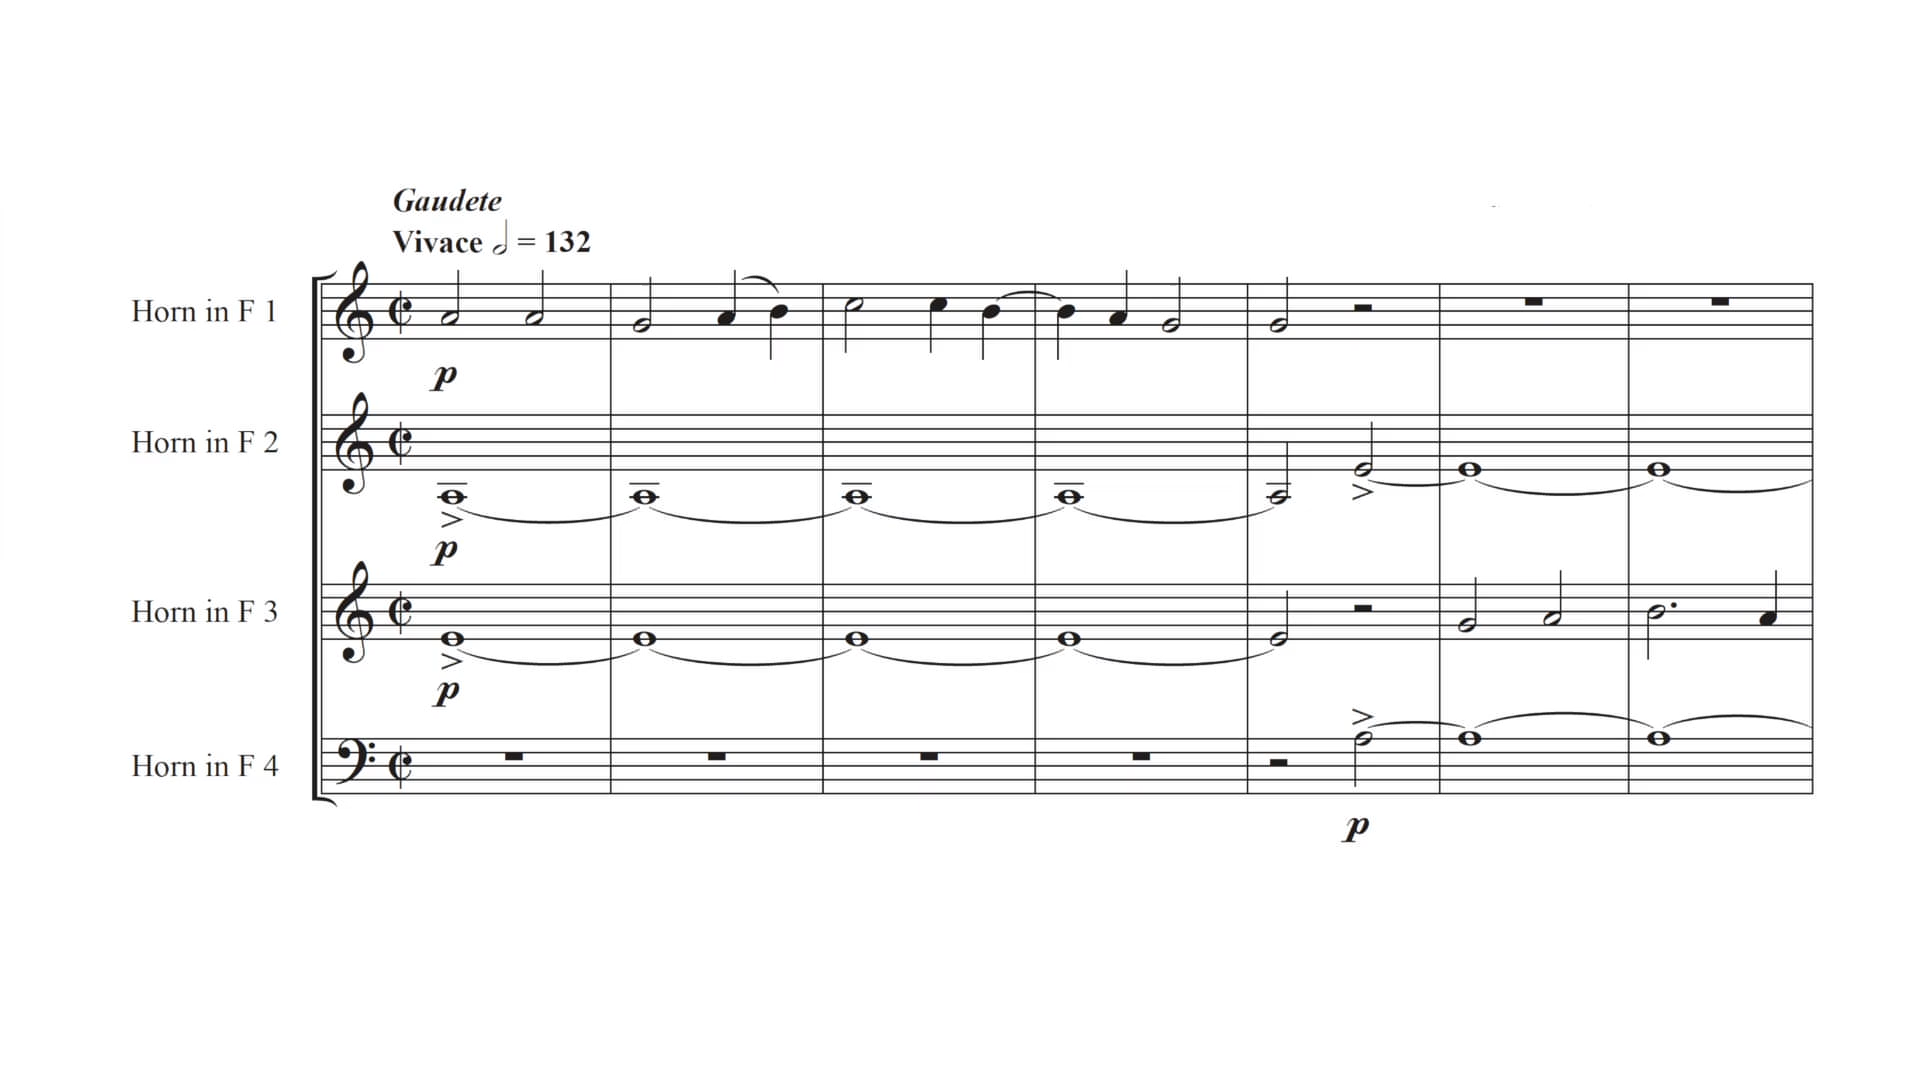 Gaudete
Vivace 𝅗𝅥 = 132
Horn in F 1
p
Horn in F 2
p
Horn in F 3
p
Horn in F 4
p